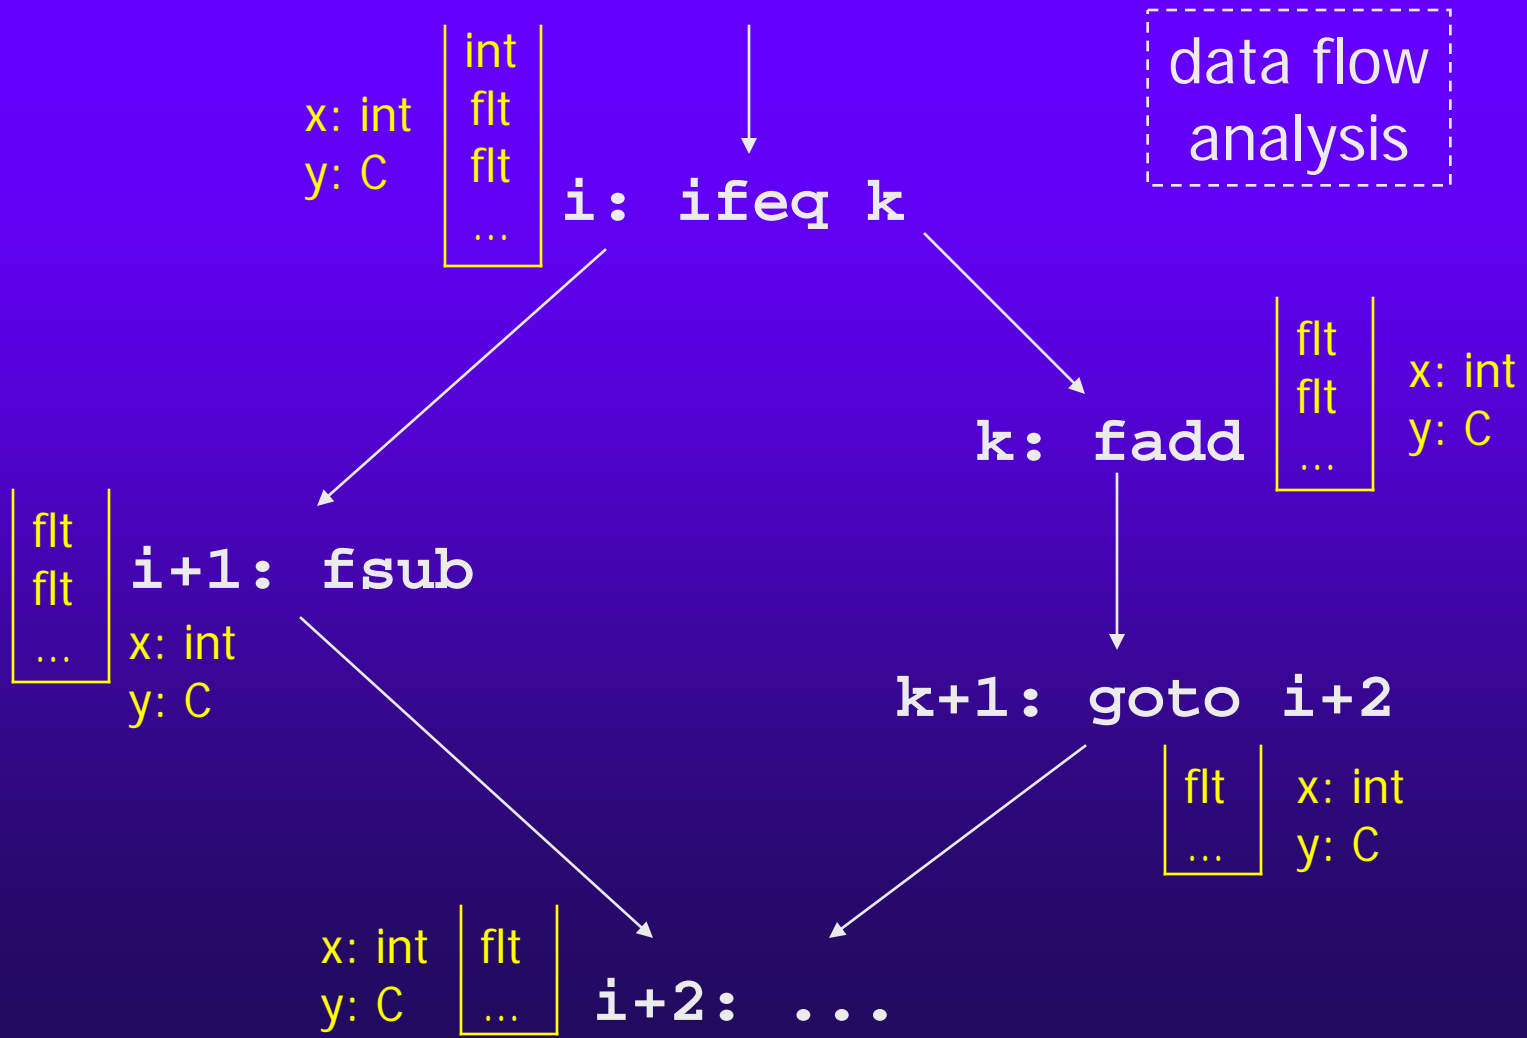 data flow
analysis
int
flt
flt
...
x: int
y: C
i: ifeq k
flt
flt
...
x: int
y: C
k: fadd
flt
flt
...
i+1: fsub
x: int
y: C
k+1: goto i+2
flt
...
x: int
y: C
x: int
y: C
flt
...
i+2: ...